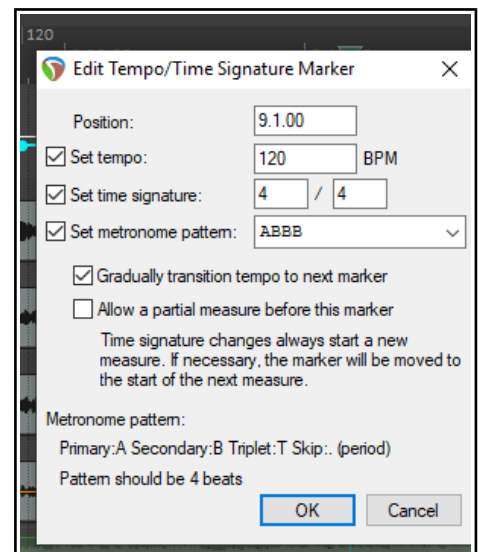 120
Edit Tempo/Time Signature Marker
Position: 9.1.00
Set tempo: 120 BPM
Set time signature: 4 / 4
Set metronome pattern: ABBB
Gradually transition tempo to next marker
Allow a partial measure before this marker
Time signature changes always start a new
measure. If necessary, the marker will be moved to
the start of the next measure.
Metronome pattern:
Primary:A Secondary:B Triplet:T Skip:. (period)
Pattern should be 4 beats
OK Cancel